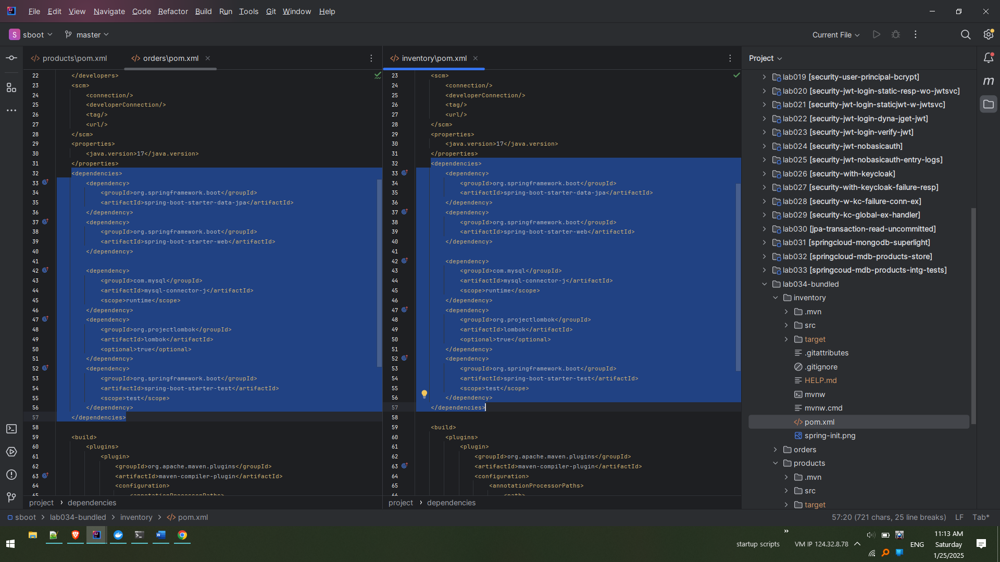 File Edit View Navigate Code Refactor Build Run Tools Git Window Help
S sboot master Current File
products\pom.xml orders\pom.xml
22 </developers>
23 <scm>
24 <connection/>
25 <developerConnection/>
26 <tag/>
27 <url/>
28 </scm>
29 <properties>
30 <java.version>17</java.version>
31 </properties>
32 <dependencies>
33 <dependency>
34 <groupId>org.springframework.boot</groupId>
35 <artifactId>spring-boot-starter-data-jpa</artifactId>
36 </dependency>
37 <dependency>
38 <groupId>org.springframework.boot</groupId>
39 <artifactId>spring-boot-starter-web</artifactId>
40 </dependency>
41
42 <dependency>
43 <groupId>com.mysql</groupId>
44 <artifactId>mysql-connector-j</artifactId>
45 <scope>runtime</scope>
46 </dependency>
47 <dependency>
48 <groupId>org.projectlombok</groupId>
49 <artifactId>lombok</artifactId>
50 <optional>true</optional>
51 </dependency>
52 <dependency>
53 <groupId>org.springframework.boot</groupId>
54 <artifactId>spring-boot-starter-test</artifactId>
55 <scope>test</scope>
56 </dependency>
57 </dependencies>
58
59 <build>
60 <plugins>
61 <plugin>
62 <groupId>org.apache.maven.plugins</groupId>
63 <artifactId>maven-compiler-plugin</artifactId>
64 <configuration>
65 <annotationProcessorPaths>
project › dependencies
inventory\pom.xml
23 <scm>
24 <connection/>
25 <developerConnection/>
26 <tag/>
27 <url/>
28 </scm>
29 <properties>
30 <java.version>17</java.version>
31 </properties>
32 <dependencies>
33 <dependency>
34 <groupId>org.springframework.boot</groupId>
35 <artifactId>spring-boot-starter-data-jpa</artifactId>
36 </dependency>
37 <dependency>
38 <groupId>org.springframework.boot</groupId>
39 <artifactId>spring-boot-starter-web</artifactId>
40 </dependency>
41
42 <dependency>
43 <groupId>com.mysql</groupId>
44 <artifactId>mysql-connector-j</artifactId>
45 <scope>runtime</scope>
46 </dependency>
47 <dependency>
48 <groupId>org.projectlombok</groupId>
49 <artifactId>lombok</artifactId>
50 <optional>true</optional>
51 </dependency>
52 <dependency>
53 <groupId>org.springframework.boot</groupId>
54 <artifactId>spring-boot-starter-test</artifactId>
55 <scope>test</scope>
56 </dependency>
57 </dependencies>
58
59 <build>
60 <plugins>
61 <plugin>
62 <groupId>org.apache.maven.plugins</groupId>
63 <artifactId>maven-compiler-plugin</artifactId>
64 <configuration>
65 <annotationProcessorPaths>
66 <path>
project › dependencies
Project
lab019 [security-user-principal-bcrypt]
lab020 [security-jwt-login-static-resp-wo-jwtsvc]
lab021 [security-jwt-login-staticjwt-w-jwtsvc]
lab022 [security-jwt-login-dyna-jget-jwt]
lab023 [security-jwt-login-verify-jwt]
lab024 [security-jwt-nobasicauth]
lab025 [security-jwt-nobasicauth-entry-logs]
lab026 [security-with-keycloak]
lab027 [security-with-keycloak-failure-resp]
lab028 [security-w-kc-failure-conn-ex]
lab029 [security-kc-global-ex-handler]
lab030 [jpa-transaction-read-uncommitted]
lab031 [springcloud-mongodb-superlight]
lab032 [springcloud-mdb-products-store]
lab033 [springcoud-mdb-products-intg-tests]
lab034-bundled
inventory
.mvn
src
target
.gitattributes
.gitignore
HELP.md
mvnw
mvnw.cmd
pom.xml
spring-init.png
orders
products
.mvn
src
target
m
sboot › lab034-bundled › inventory › pom.xml 57:20 (721 chars, 25 line breaks) LF Tab*
startup scripts VM IP 124.32.8.78 ENG
11:13 AM
Saturday
1/25/2025